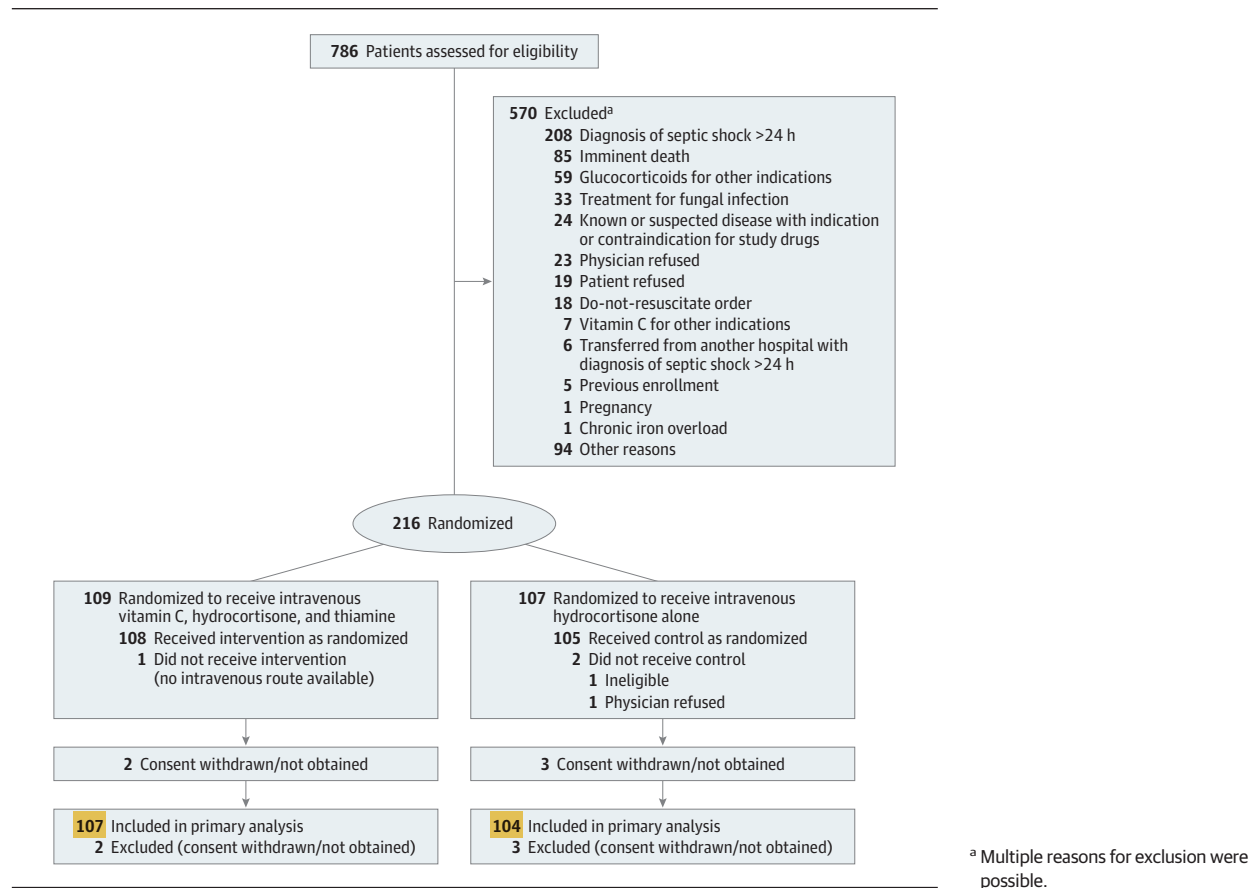 786 Patients assessed for eligibility
570 Excludedᵃ
208 Diagnosis of septic shock >24 h
85 Imminent death
59 Glucocorticoids for other indications
33 Treatment for fungal infection
24 Known or suspected disease with indication
or contraindication for study drugs
23 Physician refused
19 Patient refused
18 Do-not-resuscitate order
7 Vitamin C for other indications
6 Transferred from another hospital with
diagnosis of septic shock >24 h
5 Previous enrollment
1 Pregnancy
1 Chronic iron overload
94 Other reasons
216 Randomized
109 Randomized to receive intravenous
vitamin C, hydrocortisone, and thiamine
108 Received intervention as randomized
1 Did not receive intervention
(no intravenous route available)
107 Randomized to receive intravenous
hydrocortisone alone
105 Received control as randomized
2 Did not receive control
1 Ineligible
1 Physician refused
2 Consent withdrawn/not obtained
3 Consent withdrawn/not obtained
107 Included in primary analysis
2 Excluded (consent withdrawn/not obtained)
104 Included in primary analysis
3 Excluded (consent withdrawn/not obtained)
ᵃ Multiple reasons for exclusion were
possible.